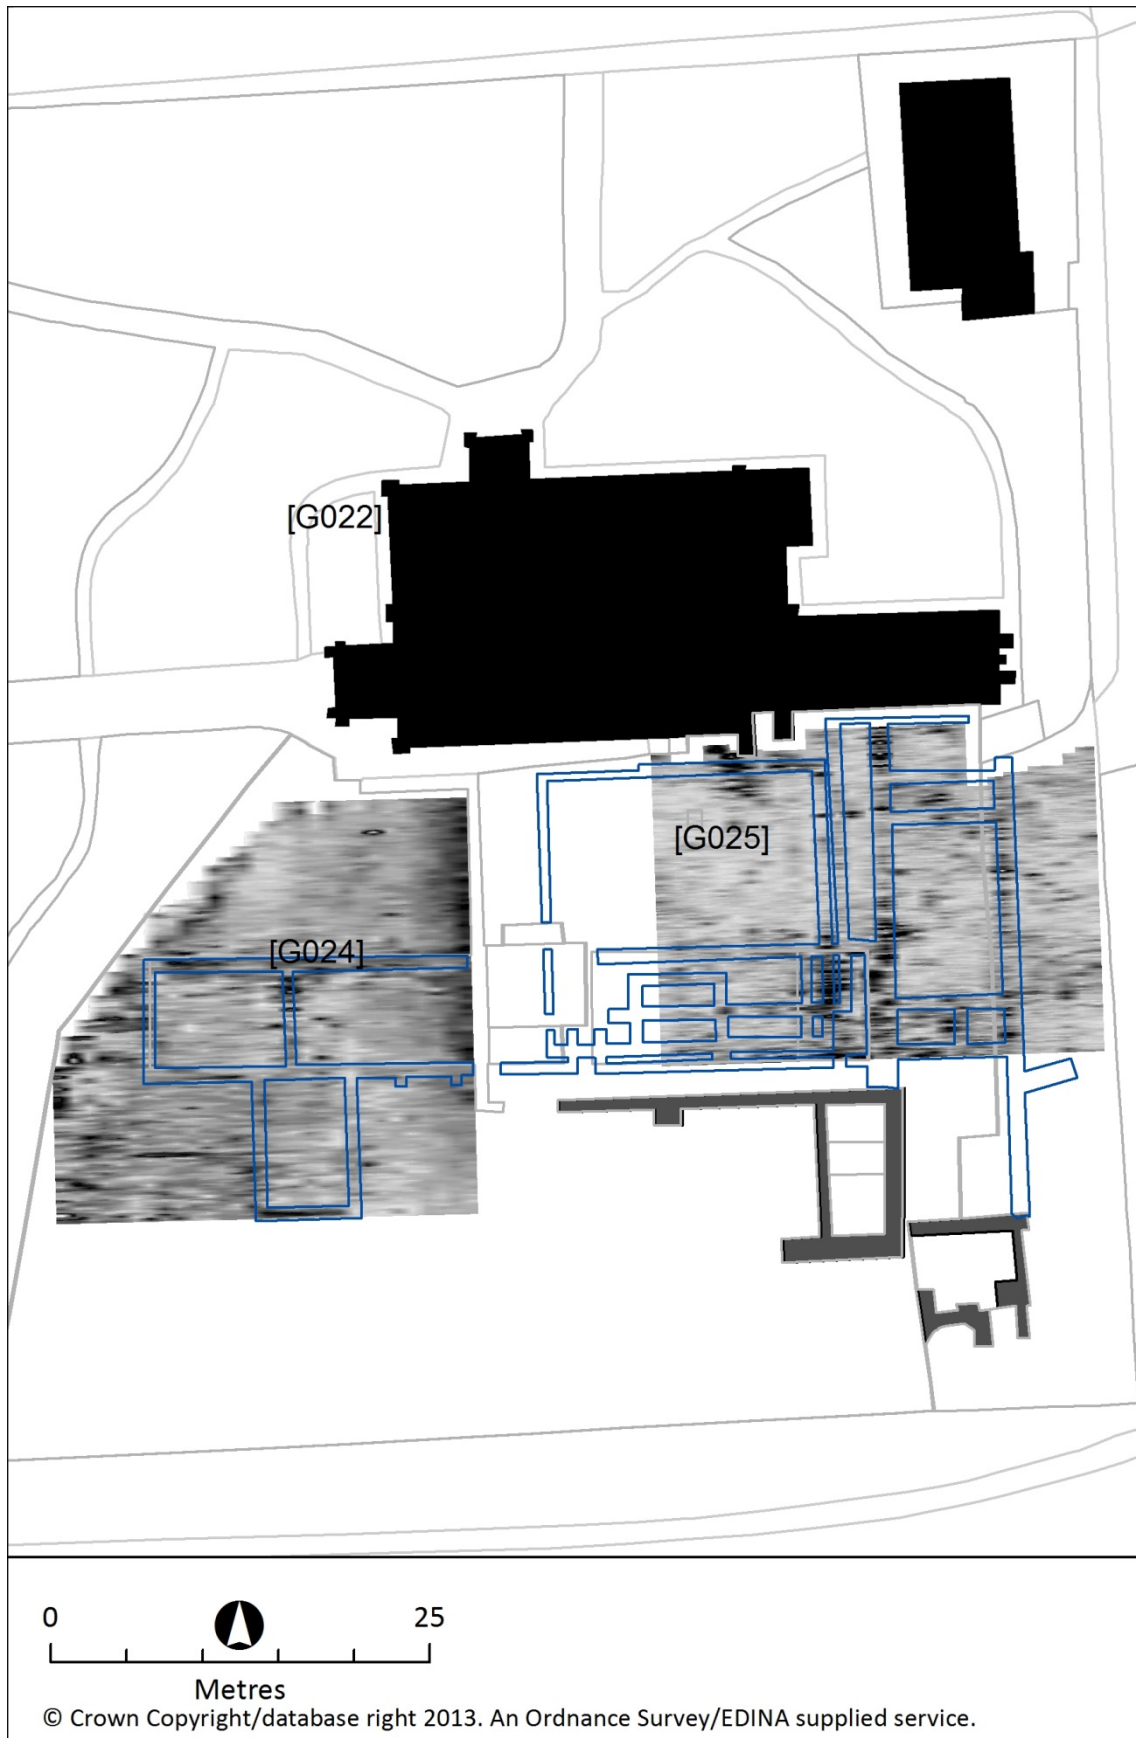 [G022]
[G025]
[G024]
0 25
Metres
© Crown Copyright/database right 2013. An Ordnance Survey/EDINA supplied service.